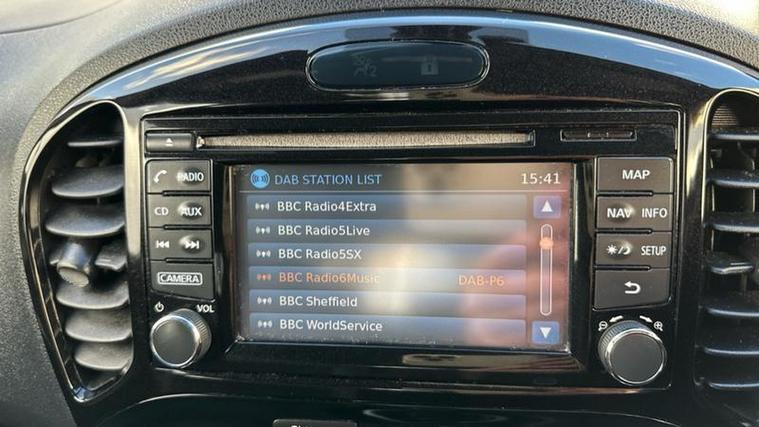 DAB STATION LIST 15:41
BBC Radio4Extra
BBC Radio5Live
BBC Radio5SX
BBC Radio6Music DAB-P6
BBC Sheffield
BBC WorldService
RADIO
CD AUX
CAMERA
VOL
MAP
NAV INFO
SETUP